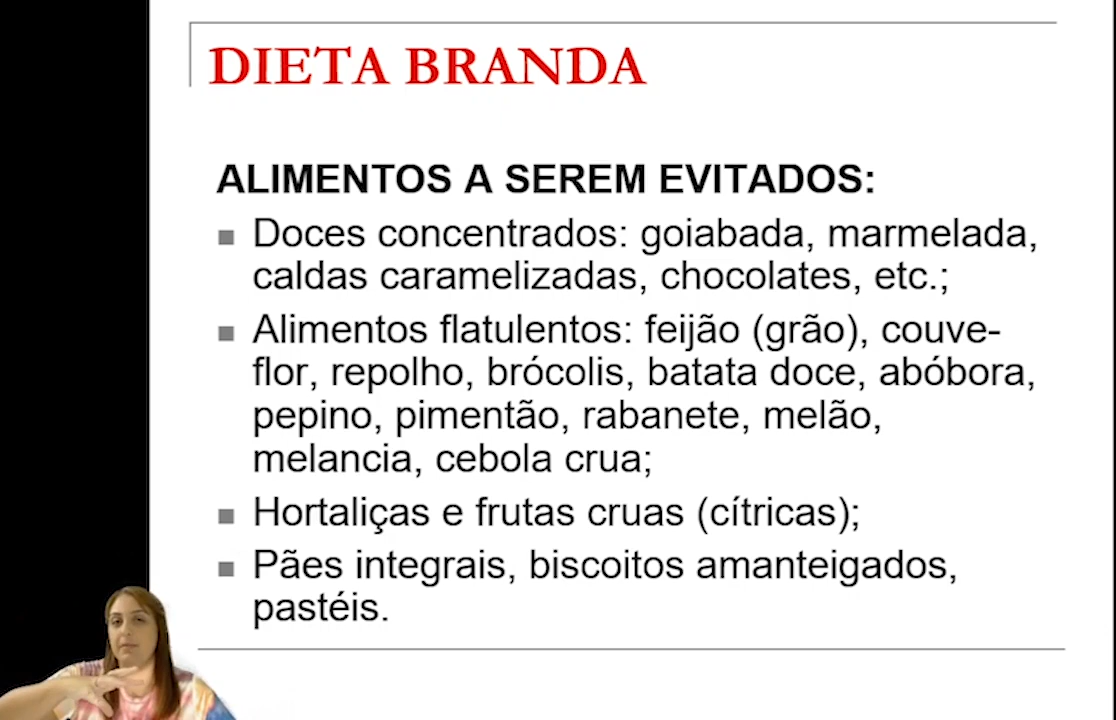 DIETA BRANDA
ALIMENTOS A SEREM EVITADOS:
Doces concentrados: goiabada, marmelada,
caldas caramelizadas, chocolates, etc.;
Alimentos flatulentos: feijão (grão), couve-
flor, repolho, brócolis, batata doce, abóbora,
pepino, pimentão, rabanete, melão,
melancia, cebola crua;
Hortaliças e frutas cruas (cítricas);
Pães integrais, biscoitos amanteigados,
pastéis.